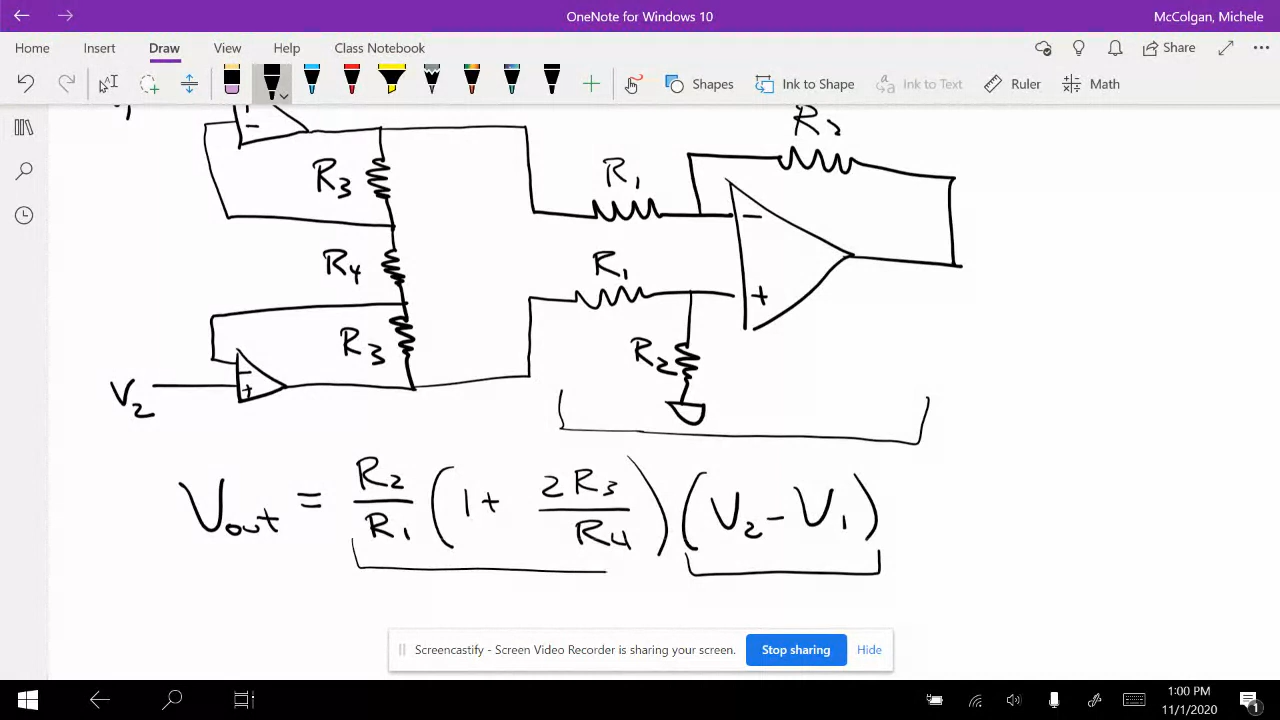 OneNote for Windows 10
McColgan, Michele
Home Insert Draw View Help Class Notebook Share
Shapes Ink to Shape Ink to Text Ruler Math
R2
R3
R1
R4
R1
R3
R2
V2
- +
- +
-
Vout = R2/R1 (1 + 2R3/R4) (V2 - V1)
Screencastify - Screen Video Recorder is sharing your screen. Stop sharing Hide
1:00 PM
11/1/2020
1